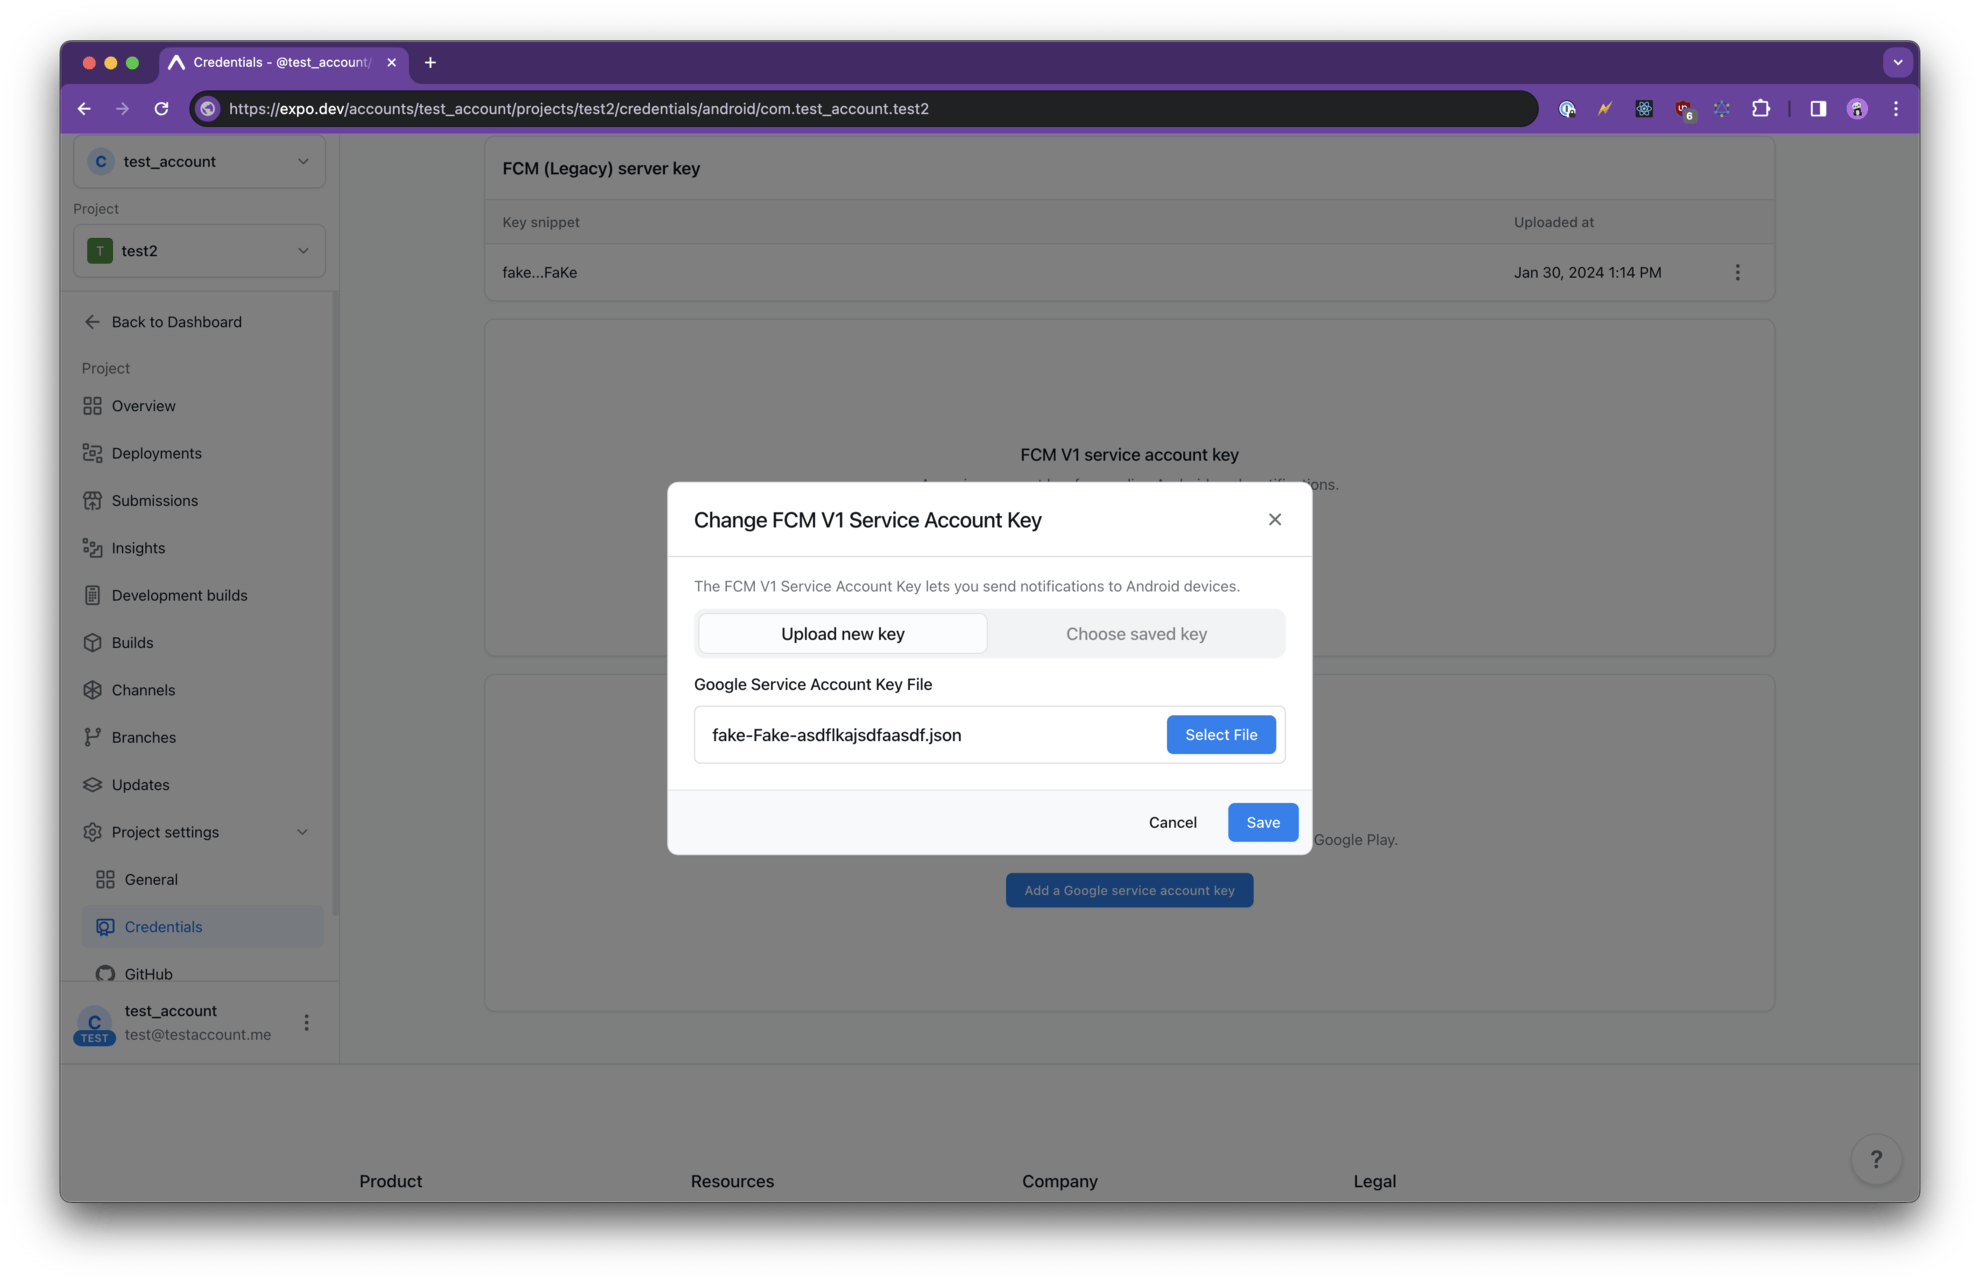 Credentials - @test_account/
https://expo.dev/accounts/test_account/projects/test2/credentials/android/com.test_account.test2
6
C test_account
Project
T test2
Back to Dashboard
Project
Overview
Deployments
Submissions
Insights
Development builds
Builds
Channels
Branches
Updates
Project settings
General
Credentials
GitHub
C
TEST
test_account
test@testaccount.me
FCM (Legacy) server key
Key snippet Uploaded at
fake...FaKe Jan 30, 2024 1:14 PM
FCM V1 service account key
Change FCM V1 Service Account Key
The FCM V1 Service Account Key lets you send notifications to Android devices.
Upload new key Choose saved key
Google Service Account Key File
fake-Fake-asdflkajsdfaasdf.json Select File
Cancel Save
Google Play.
Add a Google service account key
?
Product Resources Company Legal